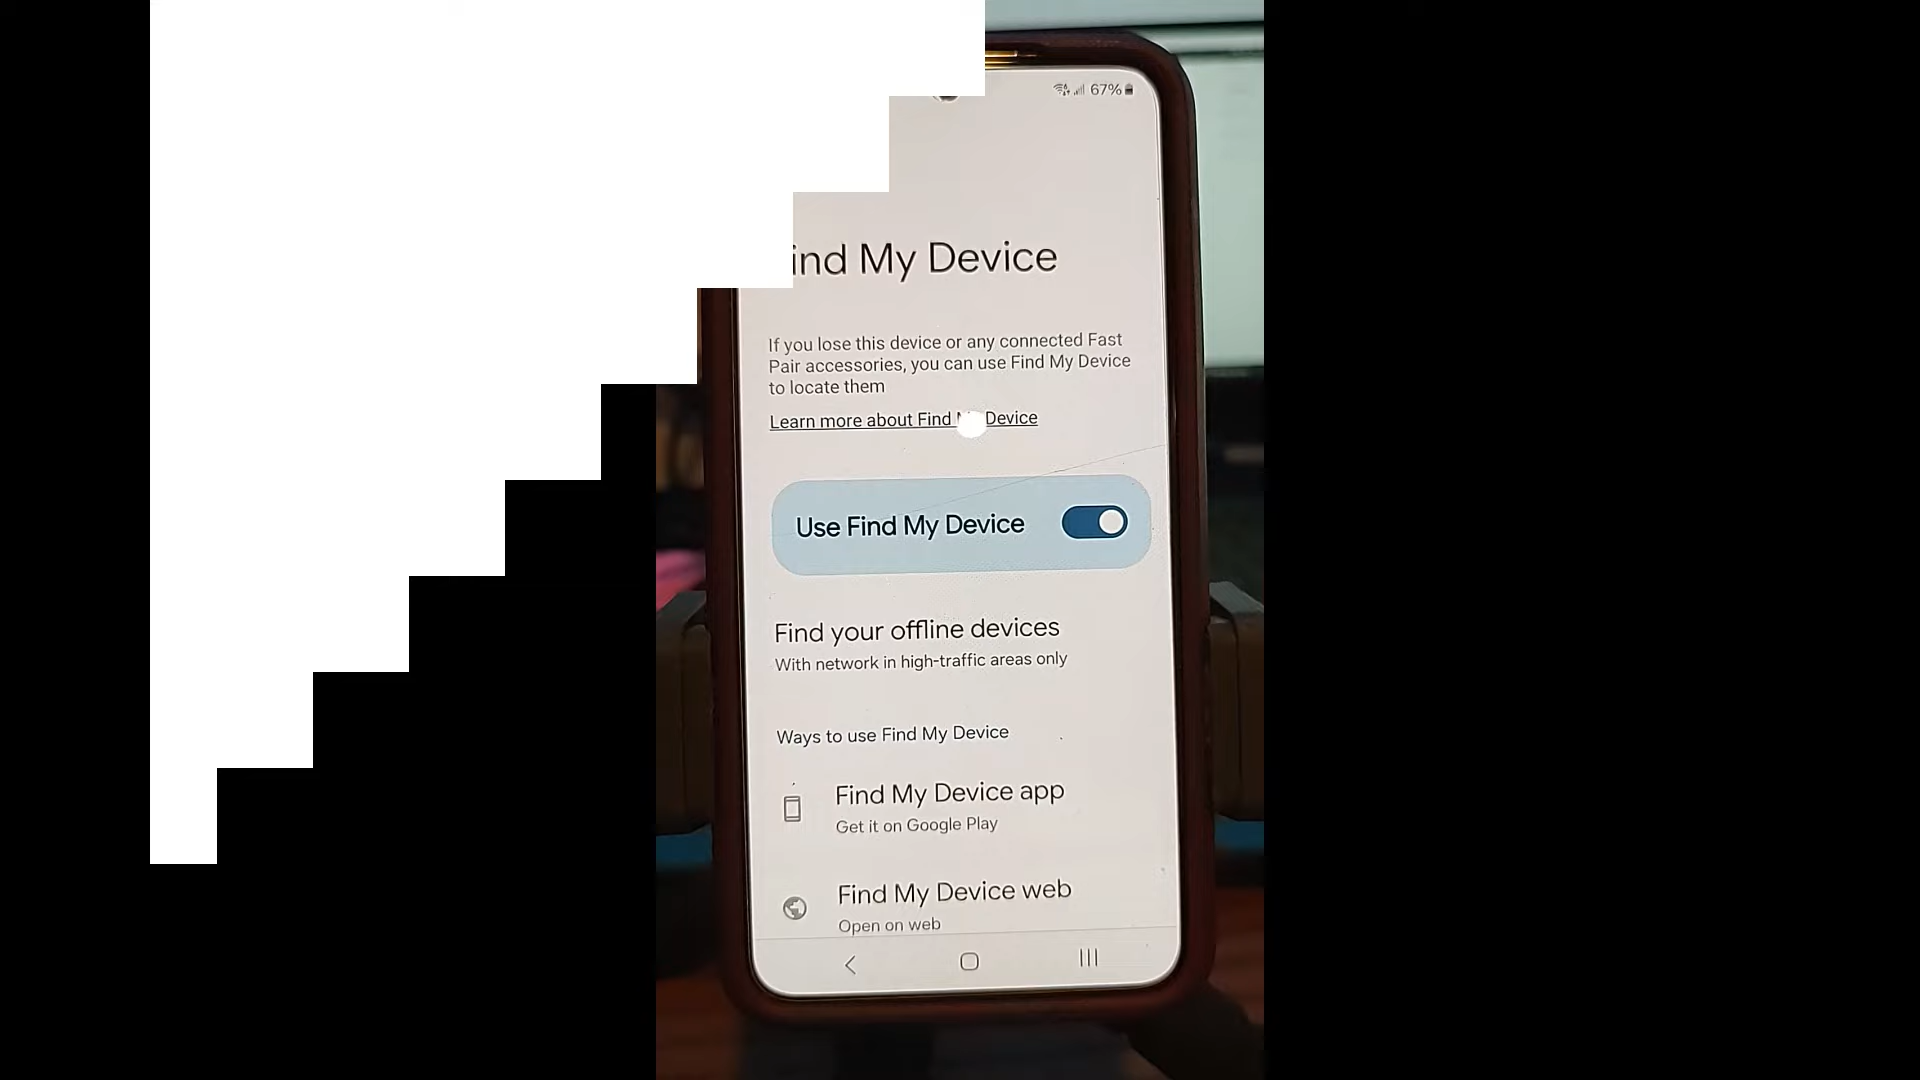 67%
ind My Device
If you lose this device or any connected Fast
Pair accessories, you can use Find My Device
to locate them
Learn more about Find Device
Use Find My Device
Find your offline devices
With network in high-traffic areas only
Ways to use Find My Device
Find My Device app
Get it on Google Play
Find My Device web
Open on web